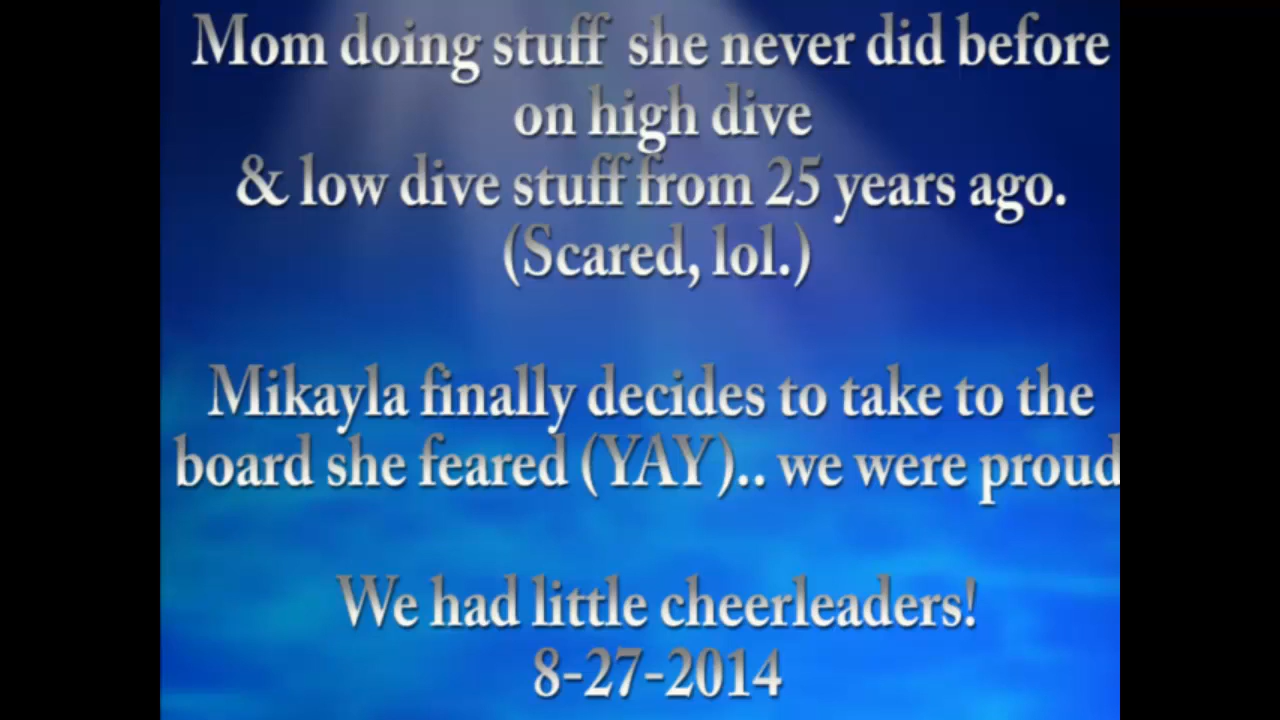 Mom doing stuff she never did before
on high dive
& low dive stuff from 25 years ago.
(Scared, lol.)
Mikayla finally decides to take to the
board she feared (YAY).. we were proud
We had little cheerleaders!
8-27-2014